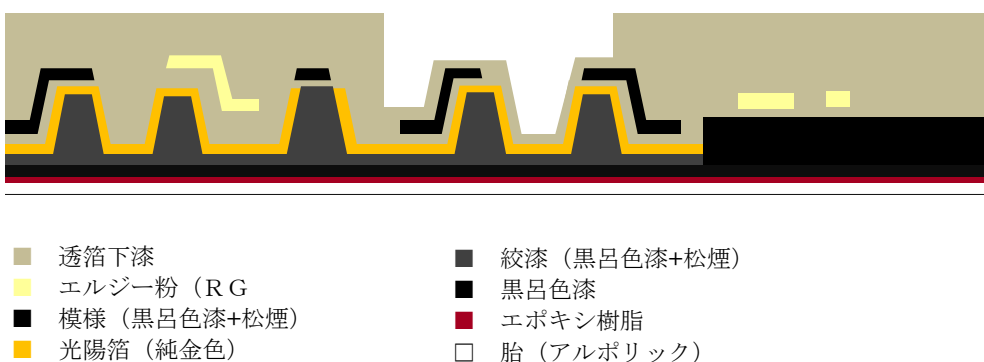 透箔下漆
エルジー粉（ＲＧ
模様（黒呂色漆+松煙）
光陽箔（純金色）
絞漆（黒呂色漆+松煙）
黒呂色漆
エポキシ樹脂
胎（アルポリック）